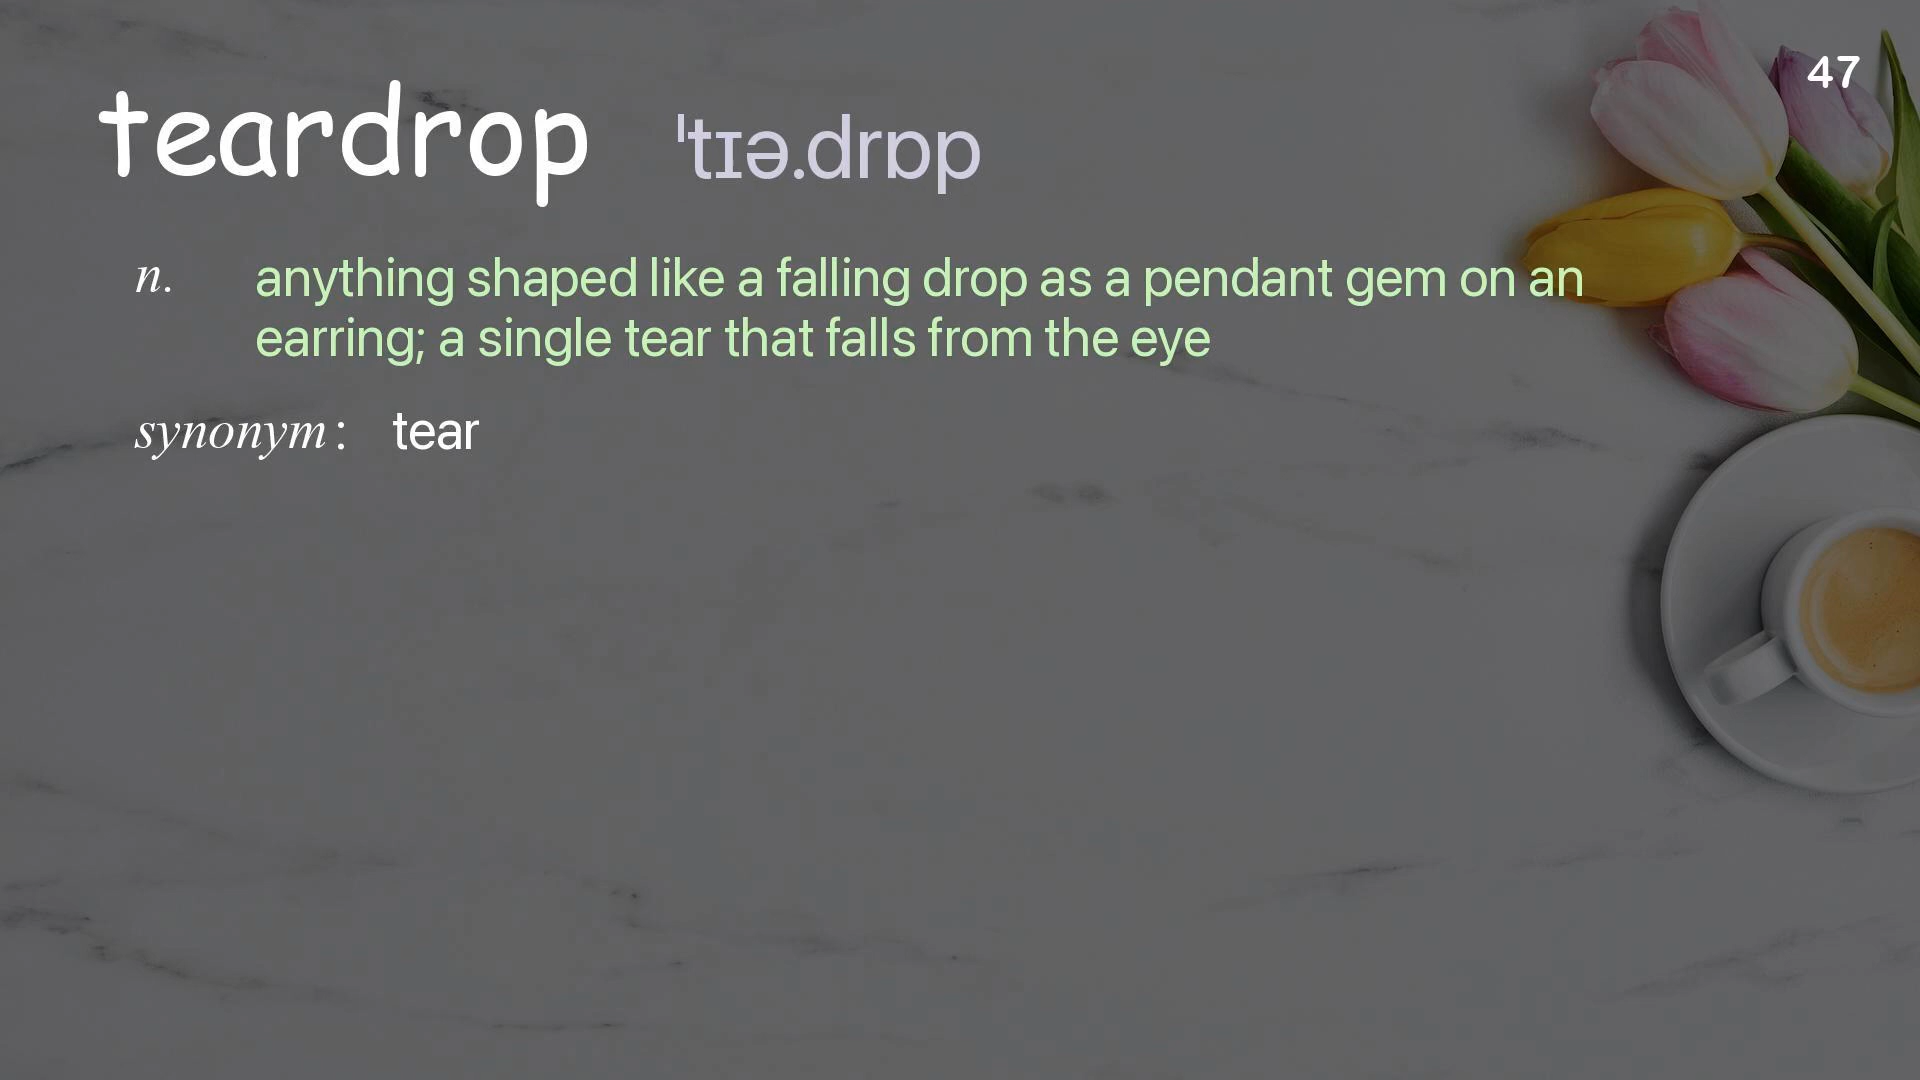 47
teardrop ˈtɪə.drɒp
n. anything shaped like a falling drop as a pendant gem on an
earring; a single tear that falls from the eye
synonym: tear